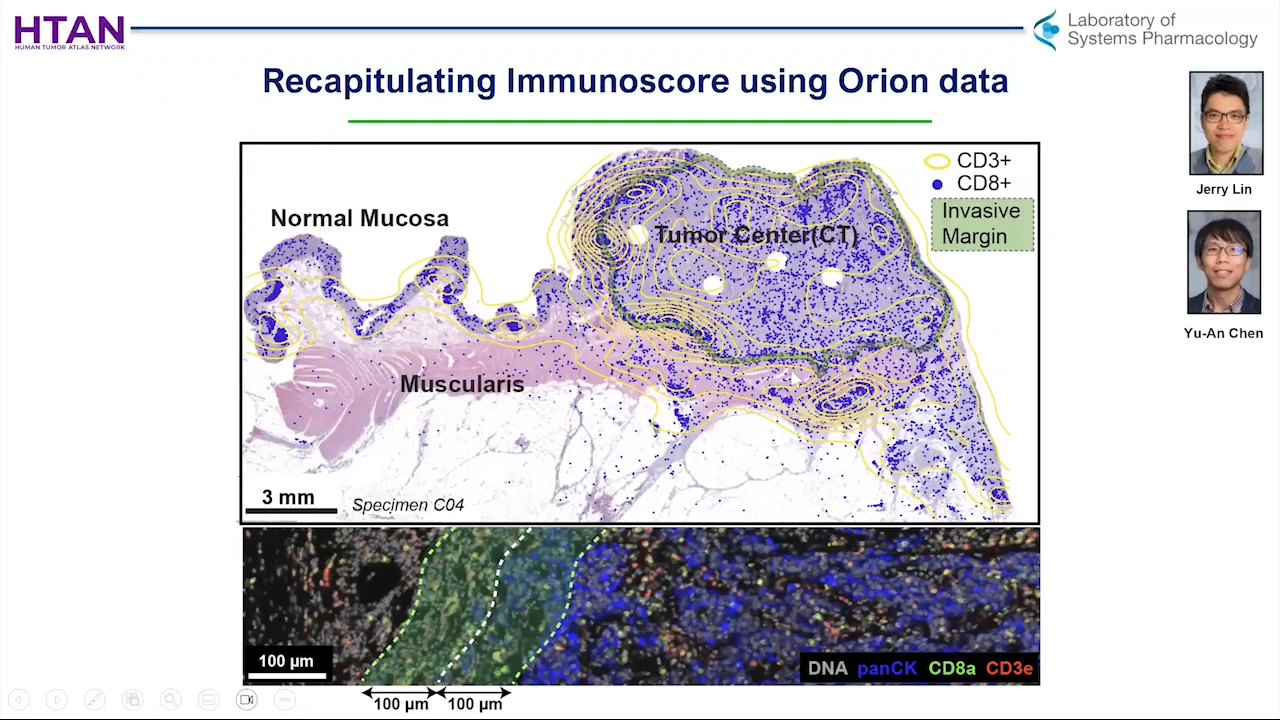 HTAN
HUMAN TUMOR ATLAS NETWORK
Laboratory of
Systems Pharmacology
Recapitulating Immunoscore using Orion data
CD3+
CD8+
Invasive
Margin
Normal Mucosa
Tumor Center(CT)
Muscularis
3 mm
Specimen C04
Jerry Lin
Yu-An Chen
100 µm
DNA panCK CD8a CD3e
100 µm 100 µm